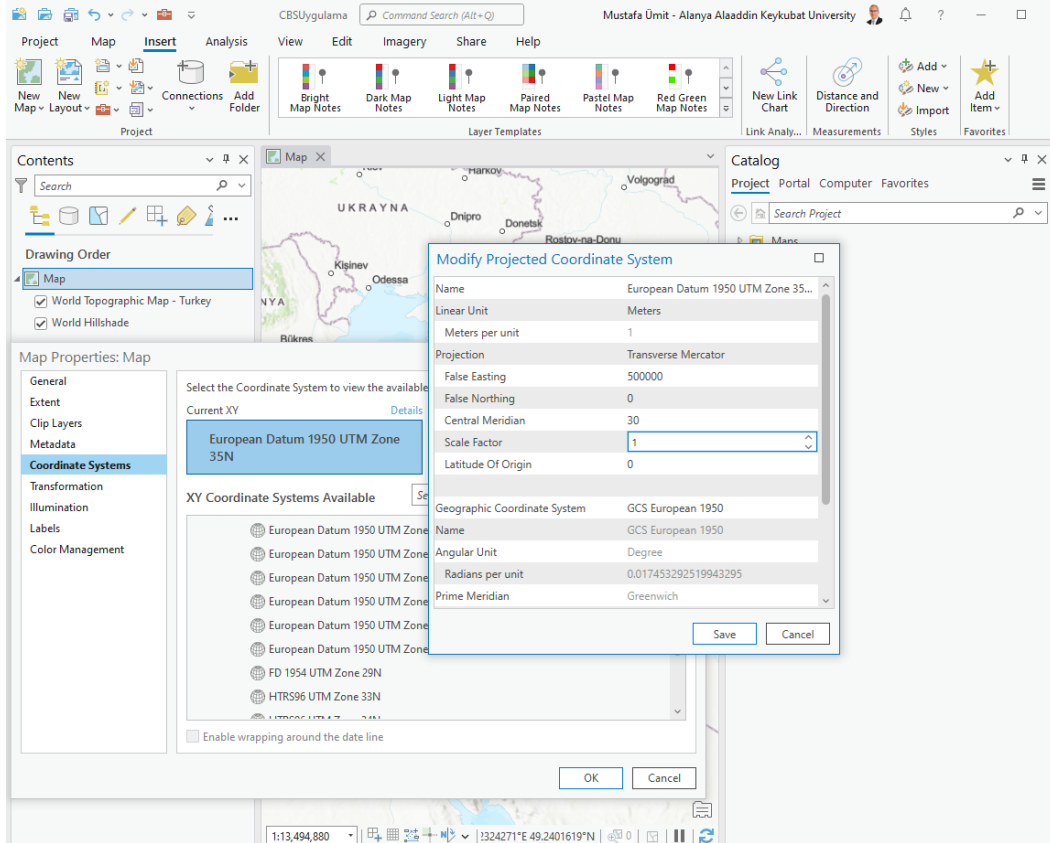 CBSUygulama
Command Search (Alt+Q)
Mustafa Ümit - Alanya Alaaddin Keykubat University
?
Project Map Insert Analysis View Edit Imagery Share Help
New Map
New Layout
Connections
Add Folder
Bright Map Notes
Dark Map Notes
Light Map Notes
Paired Map Notes
Pastel Map Notes
Red Green Map Notes
New Link Chart
Distance and Direction
Add
New
Import
Add Item
Project
Layer Templates
Link Analy...
Measurements
Styles
Favorites
Contents
Search
Drawing Order
Map
World Topographic Map - Turkey
World Hillshade
Map
Harkov
Volgograd
UKRAYNA
Dnipro
Donetsk
Rostov-na-Donu
Kişinev
Odessa
NYA
Bükreş
Catalog
Project Portal Computer Favorites
Search Project
Maps
Map Properties: Map
General
Extent
Clip Layers
Metadata
Coordinate Systems
Transformation
Illumination
Labels
Color Management
Select the Coordinate System to view the available
Current XY
Details
European Datum 1950 UTM Zone
35N
XY Coordinate Systems Available
Se
European Datum 1950 UTM Zone
European Datum 1950 UTM Zone
European Datum 1950 UTM Zone
European Datum 1950 UTM Zone
European Datum 1950 UTM Zone
European Datum 1950 UTM Zone
FD 1954 UTM Zone 29N
HTRS96 UTM Zone 33N
Enable wrapping around the date line
OK
Cancel
Modify Projected Coordinate System
Name European Datum 1950 UTM Zone 35...
Linear Unit Meters
Meters per unit 1
Projection Transverse Mercator
False Easting 500000
False Northing 0
Central Meridian 30
Scale Factor 1
Latitude Of Origin 0
Geographic Coordinate System GCS European 1950
Name GCS European 1950
Angular Unit Degree
Radians per unit 0.017453292519943295
Prime Meridian Greenwich
Save
Cancel
1:13,494,880
324271°E 49.2401619°N
0